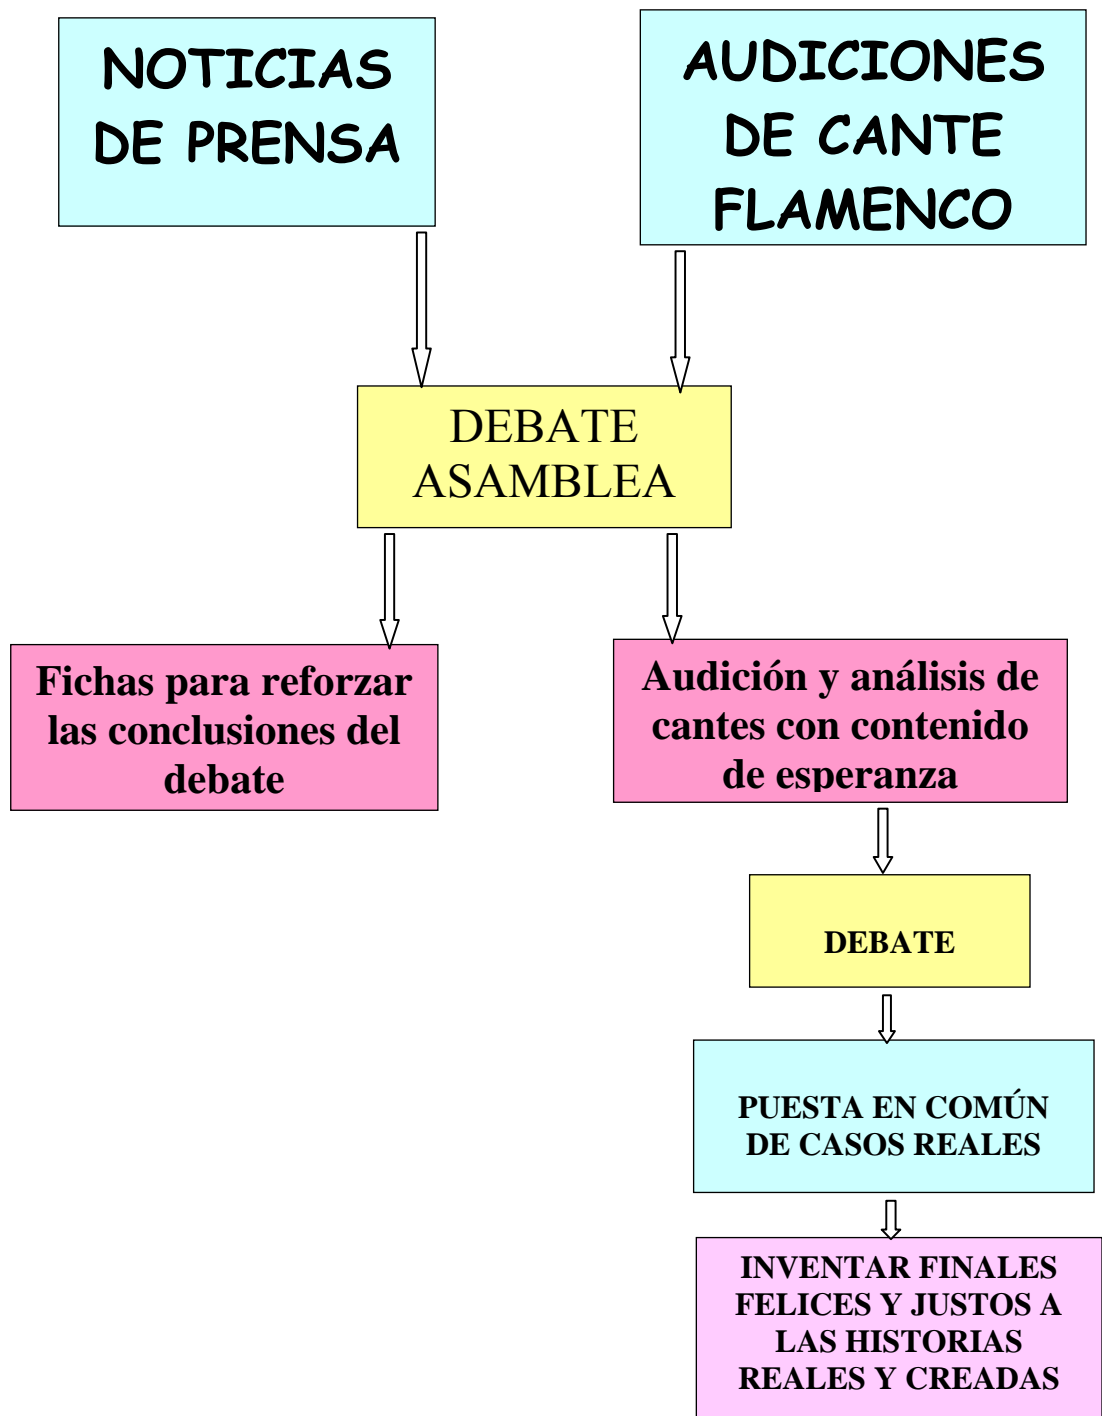 NOTICIAS
DE PRENSA
AUDICIONES
DE CANTE
FLAMENCO
DEBATE
ASAMBLEA
Fichas para reforzar
las conclusiones del
debate
Audición y análisis de
cantes con contenido
de esperanza
DEBATE
PUESTA EN COMÚN
DE CASOS REALES
INVENTAR FINALES
FELICES Y JUSTOS A
LAS HISTORIAS
REALES Y CREADAS